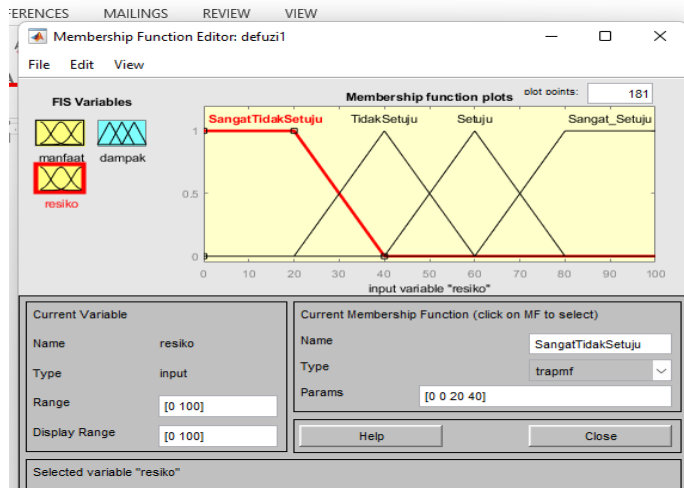 FERENCES MAILINGS REVIEW VIEW
Membership Function Editor: defuzi1
File Edit View
FIS Variables
manfaat dampak
resiko
Membership function plots plot points: 181
SangatTidakSetuju TidakSetuju Setuju Sangat_Setuju
1
0.5
0
0 10 20 30 40 50 60 70 80 90 100
input variable "resiko"
Current Variable
Name resiko
Type input
Range [0 100]
Display Range [0 100]
Current Membership Function (click on MF to select)
Name SangatTidakSetuju
Type trapmf
Params [0 0 20 40]
Help Close
Selected variable "resiko"